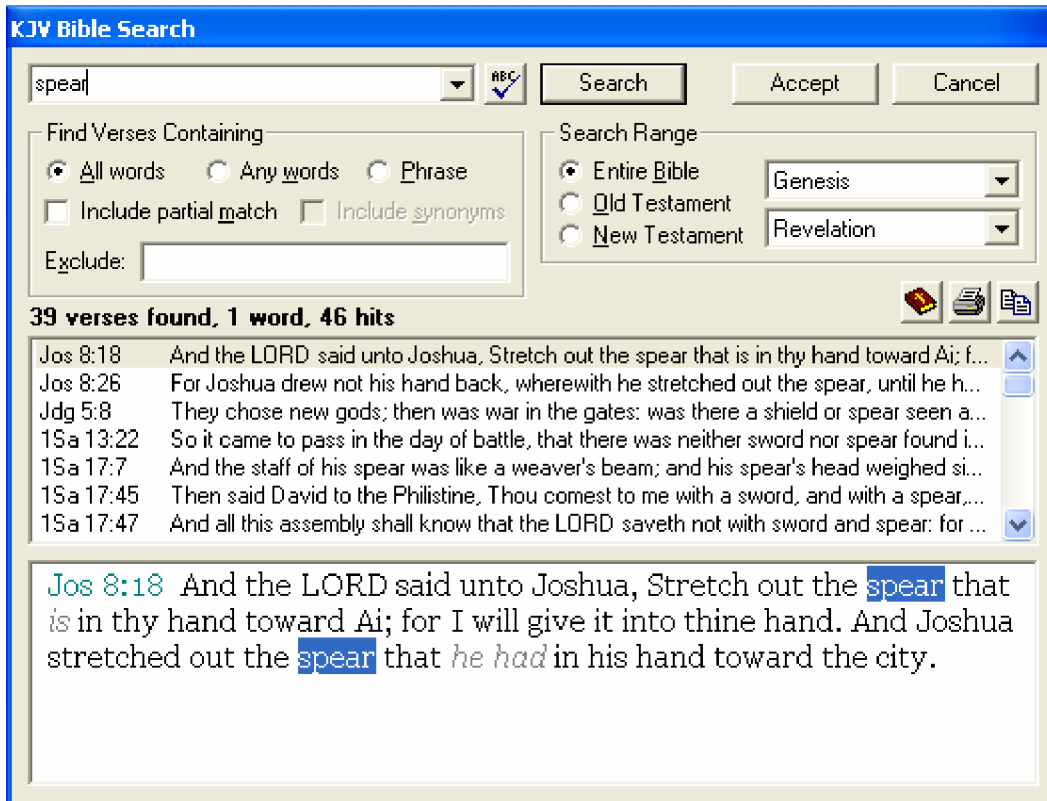 KJV Bible Search
spear
ABC
Search
Accept
Cancel
Find Verses Containing
All words Any words Phrase
Include partial match Include synonyms
Exclude:
Search Range
Entire Bible
Old Testament
New Testament
Genesis
Revelation
39 verses found, 1 word, 46 hits
Jos 8:18 And the LORD said unto Joshua, Stretch out the spear that is in thy hand toward Ai; f...
Jos 8:26 For Joshua drew not his hand back, wherewith he stretched out the spear, until he h...
Jdg 5:8 They chose new gods; then was war in the gates: was there a shield or spear seen a...
1Sa 13:22 So it came to pass in the day of battle, that there was neither sword nor spear found i...
1Sa 17:7 And the staff of his spear was like a weaver's beam; and his spear's head weighed si...
1Sa 17:45 Then said David to the Philistine, Thou comest to me with a sword, and with a spear,...
1Sa 17:47 And all this assembly shall know that the LORD saveth not with sword and spear: for ...
Jos 8:18 And the LORD said unto Joshua, Stretch out the spear that
is in thy hand toward Ai; for I will give it into thine hand. And Joshua
stretched out the spear that he had in his hand toward the city.